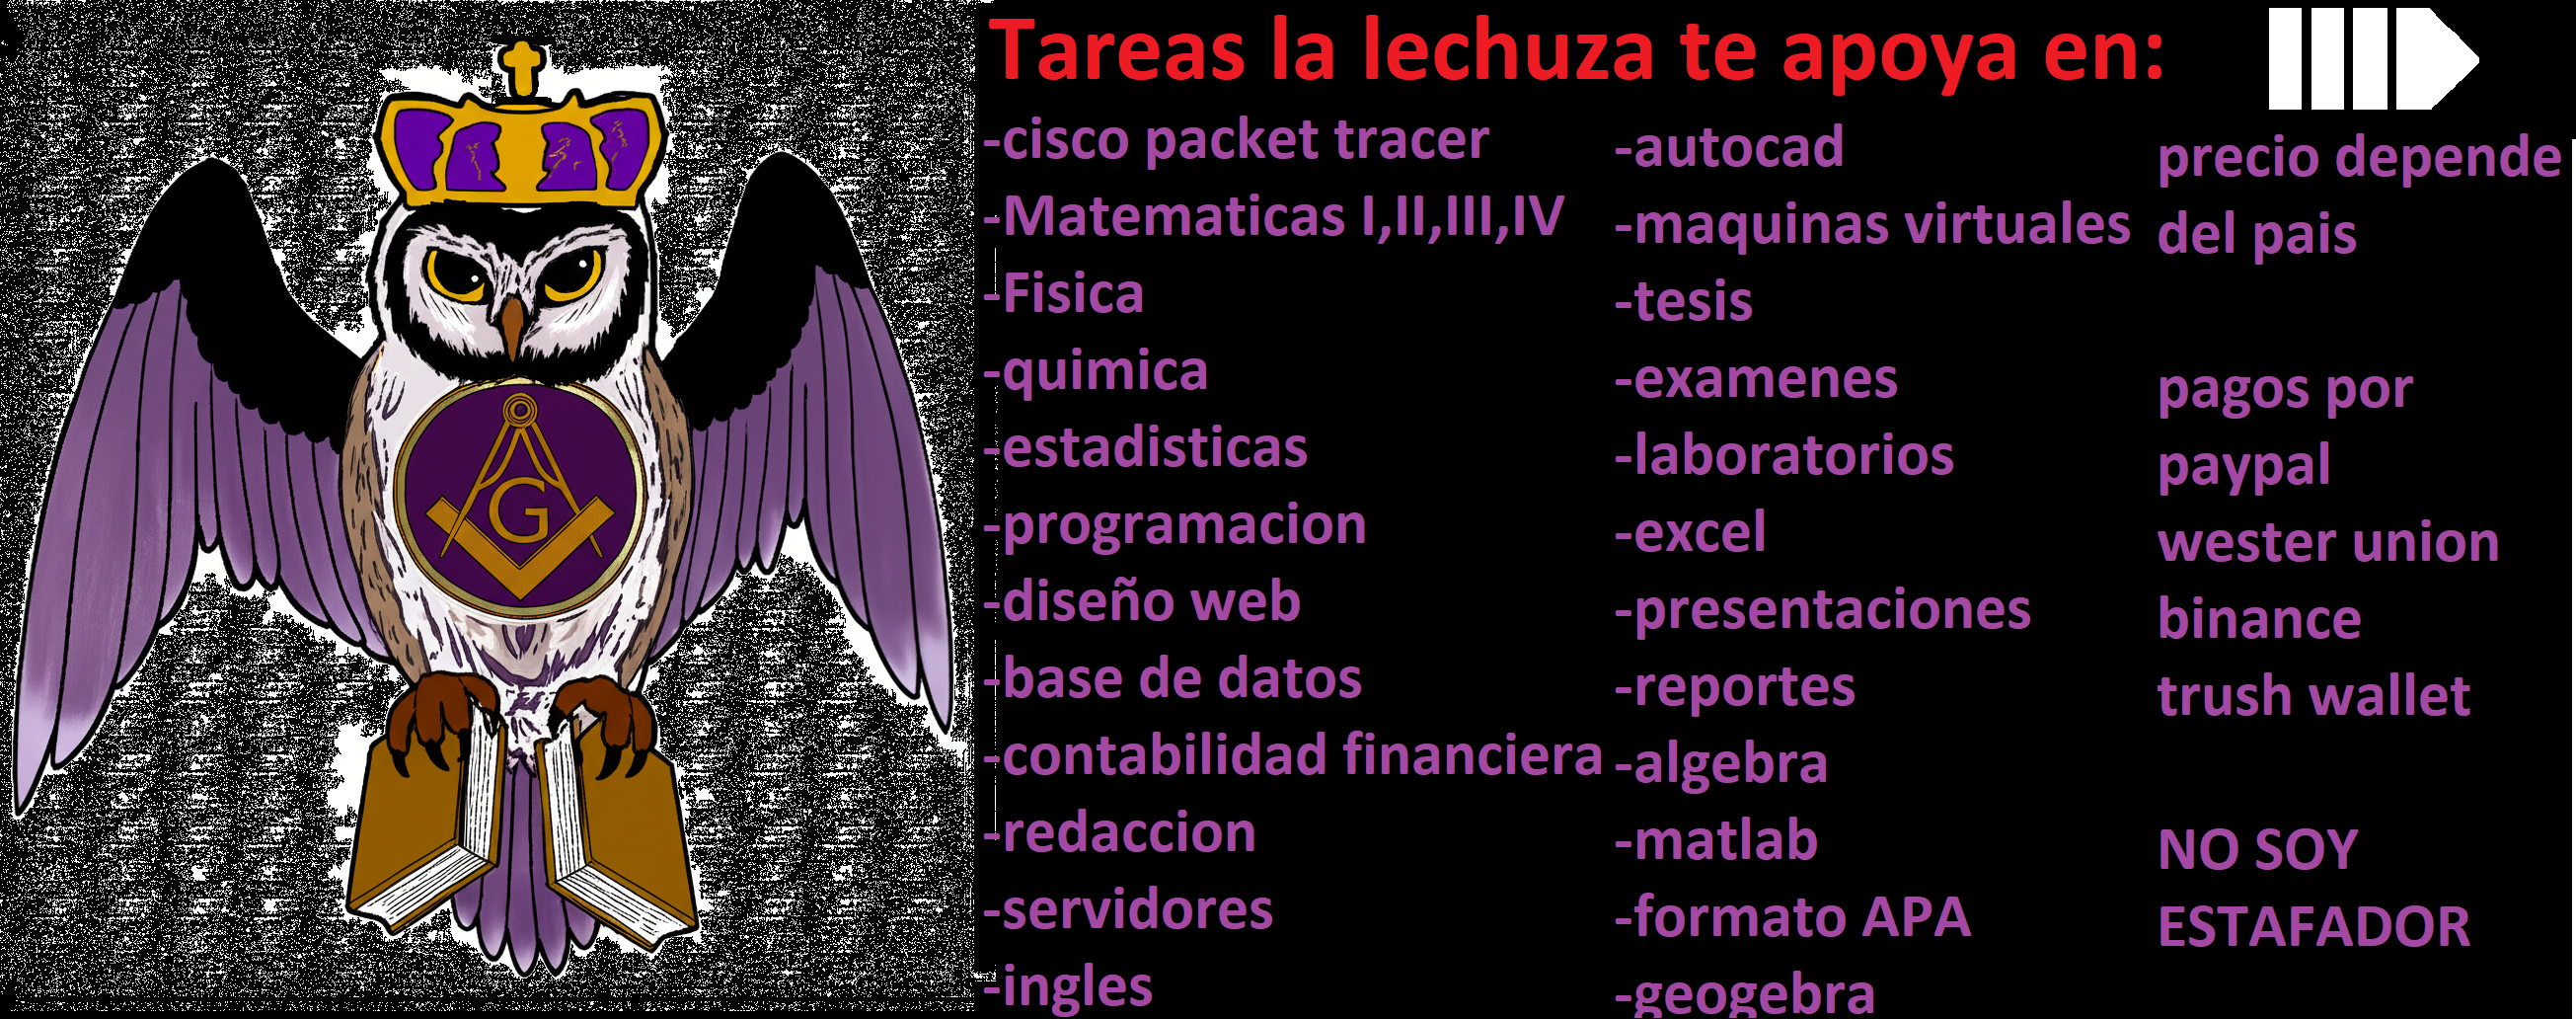 Tareas la lechuza te apoya en:
-cisco packet tracer
-Matematicas I,II,III,IV
-Fisica
-quimica
-estadisticas
-programacion
-diseño web
-base de datos
-contabilidad financiera
-redaccion
-servidores
-ingles
-autocad
-maquinas virtuales
-tesis
-examenes
-laboratorios
-excel
-presentaciones
-reportes
-algebra
-matlab
-formato APA
-geogebra
precio depende
del pais
pagos por
paypal
wester union
binance
trush wallet
NO SOY
ESTAFADOR
G